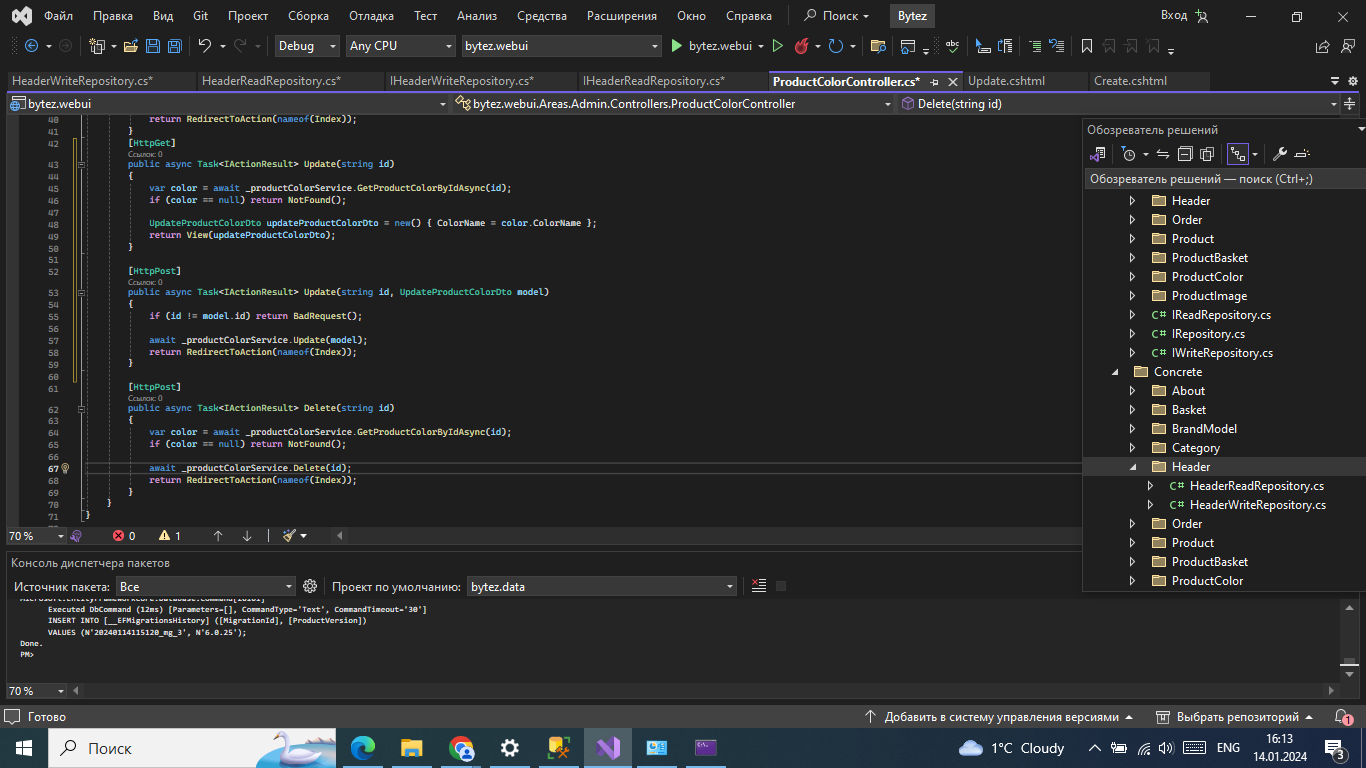 Файл Правка Вид Git Проект Сборка Отладка Тест Анализ Средства Расширения Окно Справка Поиск Bytez Вход
Debug Any CPU bytez.webui bytez.webui
HeaderWriteRepository.cs* HeaderReadRepository.cs* IHeaderWriteRepository.cs* IHeaderReadRepository.cs* ProductColorController.cs* Update.cshtml Create.cshtml
bytez.webui bytez.webui.Areas.Admin.Controllers.ProductColorController Delete(string id)
40 return RedirectToAction(nameof(Index));
41 }
42 [HttpGet]
Ссылок: 0
43 public async Task<IActionResult> Update(string id)
44 {
45 var color = await _productColorService.GetProductColorByIdAsync(id);
46 if (color == null) return NotFound();
47
48 UpdateProductColorDto updateProductColorDto = new() { ColorName = color.ColorName };
49 return View(updateProductColorDto);
50 }
51
52 [HttpPost]
Ссылок: 0
53 public async Task<IActionResult> Update(string id, UpdateProductColorDto model)
54 {
55 if (id != model.id) return BadRequest();
56
57 await _productColorService.Update(model);
58 return RedirectToAction(nameof(Index));
59 }
60
61 [HttpPost]
Ссылок: 0
62 public async Task<IActionResult> Delete(string id)
63 {
64 var color = await _productColorService.GetProductColorByIdAsync(id);
65 if (color == null) return NotFound();
66
67 await _productColorService.Delete(id);
68 return RedirectToAction(nameof(Index));
69 }
70 }
71 }
70 % 0 1
Обозреватель решений
Обозреватель решений — поиск (Ctrl+;)
Header
Order
Product
ProductBasket
ProductColor
ProductImage
C# IReadRepository.cs
C# IRepository.cs
C# IWriteRepository.cs
Concrete
About
Basket
BrandModel
Category
Header
C# HeaderReadRepository.cs
C# HeaderWriteRepository.cs
Order
Product
ProductBasket
ProductColor
Консоль диспетчера пакетов
Источник пакета: Все Проект по умолчанию: bytez.data
Microsoft.EntityFrameworkCore.Database.Command[20101]
Executed DbCommand (12ms) [Parameters=[], CommandType='Text', CommandTimeout='30']
INSERT INTO [__EFMigrationsHistory] ([MigrationId], [ProductVersion])
VALUES (N'20240114115120_mg_3', N'6.0.25');
Done.
PM>
70 %
Готово Добавить в систему управления версиями Выбрать репозиторий 1
Поиск 1°C Cloudy ENG 16:13
14.01.2024 3